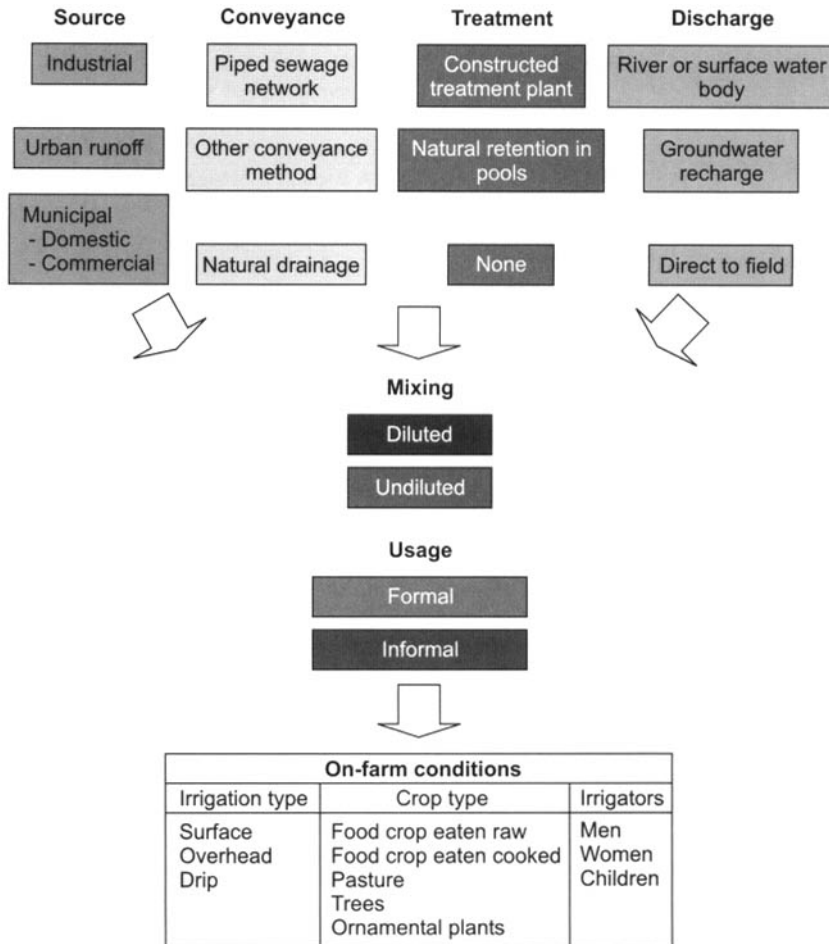 Source
Conveyance
Treatment
Discharge
Industrial
Piped sewage
network
Constructed
treatment plant
River or surface water
body
Urban runoff
Other conveyance
method
Natural retention in
pools
Groundwater
recharge
Municipal
- Domestic
- Commercial
Natural drainage
None
Direct to field
Mixing
Diluted
Undiluted
Usage
Formal
Informal
On-farm conditions
Irrigation type
Crop type
Irrigators
Surface
Overhead
Drip
Food crop eaten raw
Food crop eaten cooked
Pasture
Trees
Ornamental plants
Men
Women
Children